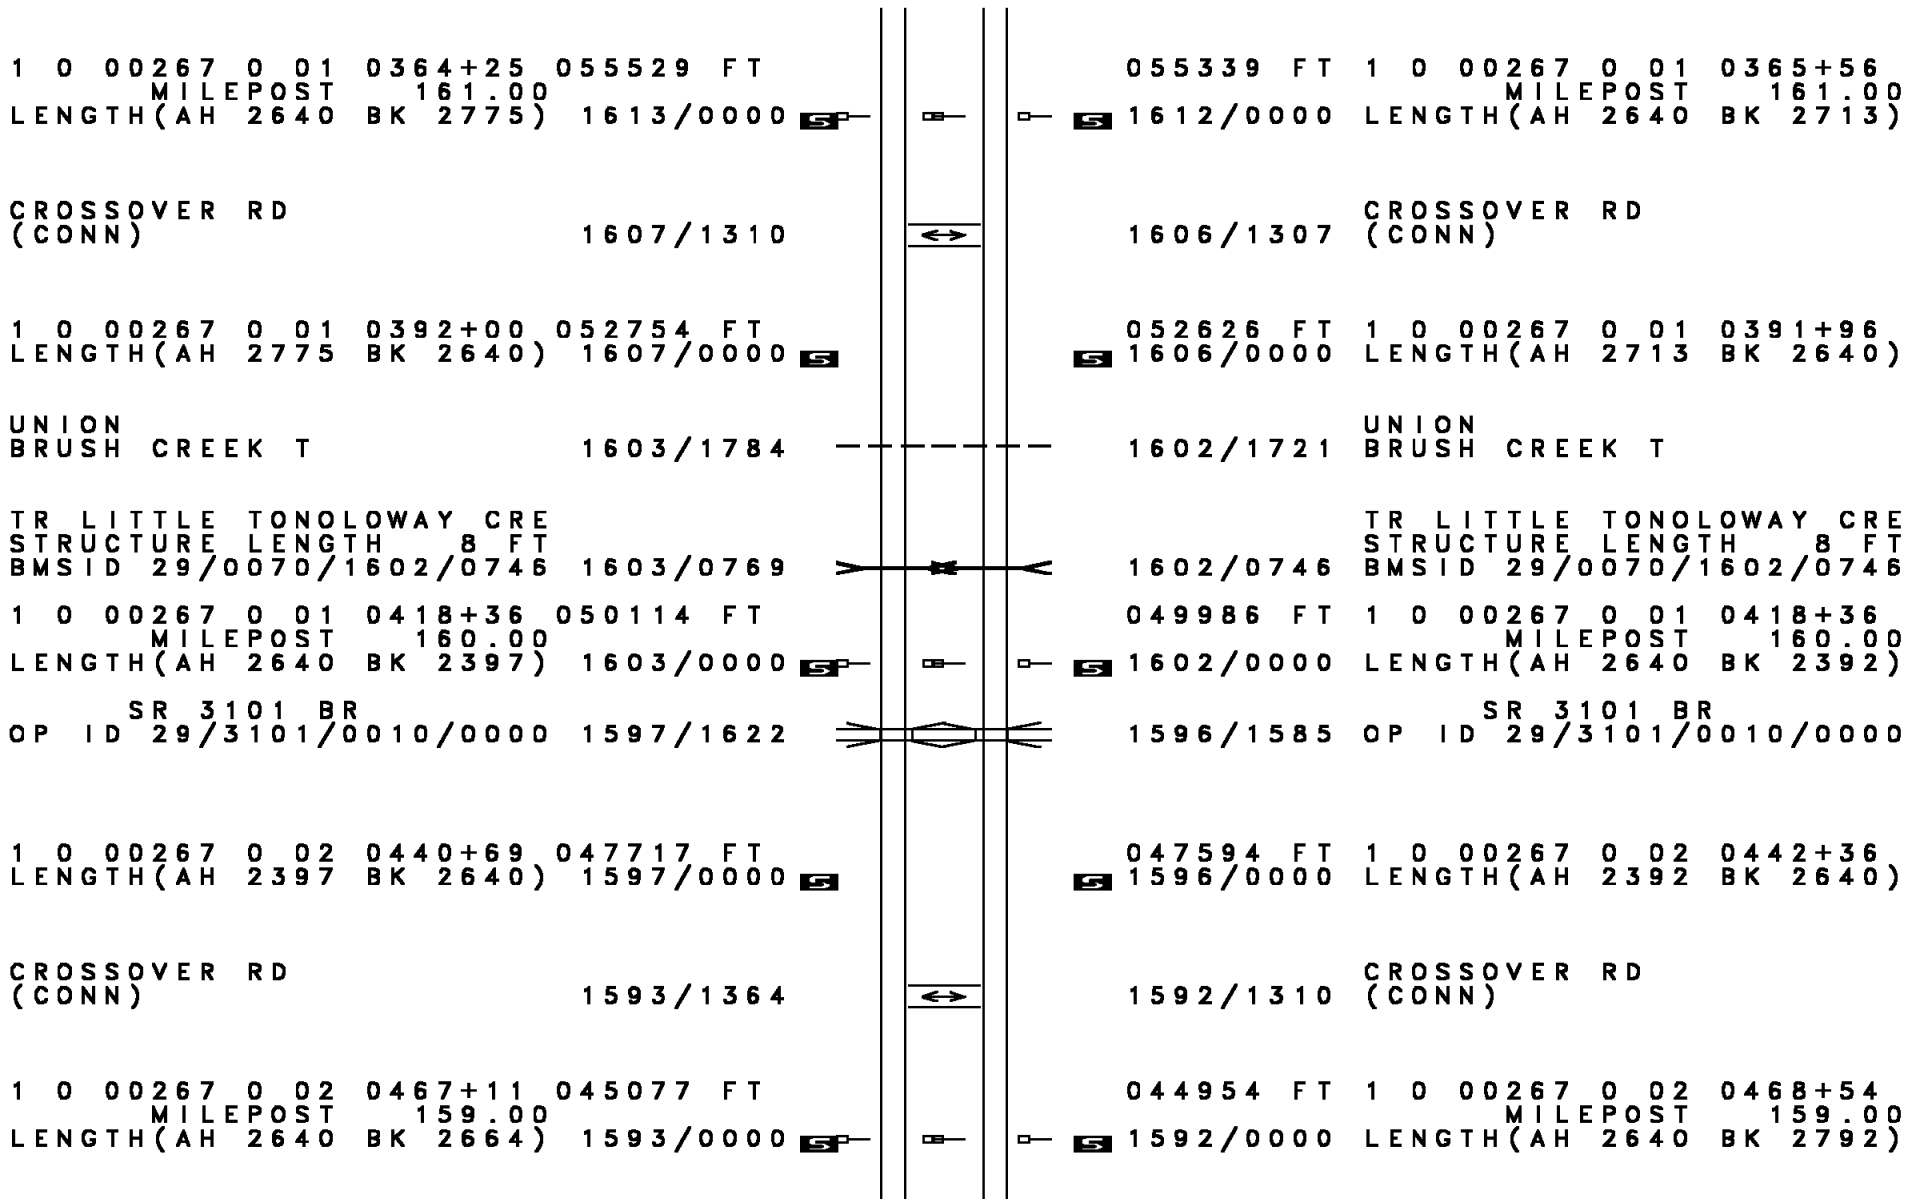 1 0 00267 0 01 0364+25 055529 FT
MILEPOST 161.00
LENGTH(AH 2640 BK 2775) 1613/0000 S
055339 FT 1 0 00267 0 01 0365+56
MILEPOST 161.00
S 1612/0000 LENGTH(AH 2640 BK 2713)
CROSSOVER RD
(CONN) 1607/1310
CROSSOVER RD
1606/1307 (CONN)
1 0 00267 0 01 0392+00 052754 FT
LENGTH(AH 2775 BK 2640) 1607/0000 S
052626 FT 1 0 00267 0 01 0391+96
S 1606/0000 LENGTH(AH 2713 BK 2640)
UNION
BRUSH CREEK T 1603/1784
UNION
1602/1721 BRUSH CREEK T
TR LITTLE TONOLOWAY CRE
STRUCTURE LENGTH 8 FT
BMSID 29/0070/1602/0746 1603/0769
TR LITTLE TONOLOWAY CRE
STRUCTURE LENGTH 8 FT
1602/0746 BMSID 29/0070/1602/0746
1 0 00267 0 01 0418+36 050114 FT
MILEPOST 160.00
LENGTH(AH 2640 BK 2397) 1603/0000 S
049986 FT 1 0 00267 0 01 0418+36
MILEPOST 160.00
S 1602/0000 LENGTH(AH 2640 BK 2392)
SR 3101 BR
OP ID 29/3101/0010/0000 1597/1622
SR 3101 BR
1596/1585 OP ID 29/3101/0010/0000
1 0 00267 0 02 0440+69 047717 FT
LENGTH(AH 2397 BK 2640) 1597/0000 S
047594 FT 1 0 00267 0 02 0442+36
S 1596/0000 LENGTH(AH 2392 BK 2640)
CROSSOVER RD
(CONN) 1593/1364
CROSSOVER RD
1592/1310 (CONN)
1 0 00267 0 02 0467+11 045077 FT
MILEPOST 159.00
LENGTH(AH 2640 BK 2664) 1593/0000 S
044954 FT 1 0 00267 0 02 0468+54
MILEPOST 159.00
S 1592/0000 LENGTH(AH 2640 BK 2792)